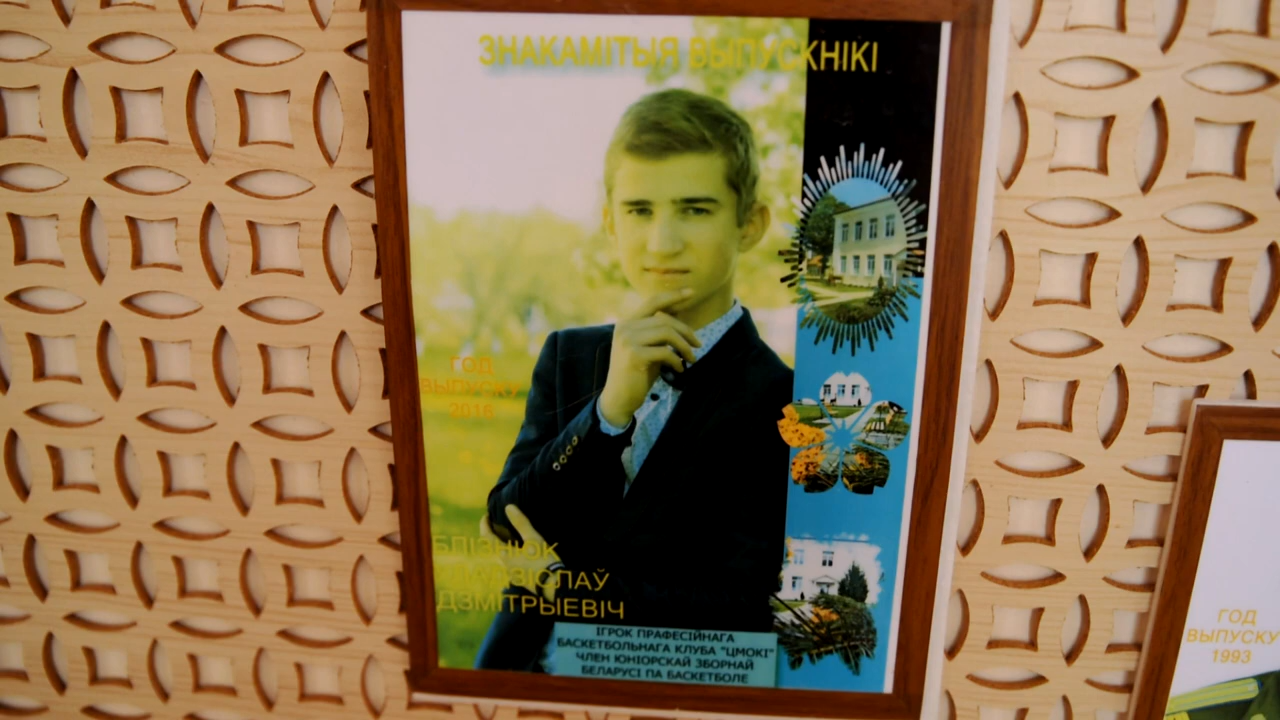 ЗНАКАМІТЫЯ ВЫПУСКНІКІ
ГОД
ВЫПУСКУ
2016
БЛІЗНЮК
ДЗМІТРЫЕВІЧ
ІГРОК ПРАФЕСІЙНАГА
БАСКЕТБОЛЬНАГА КЛУБА "ЦМОКІ"
ЧЛЕН ЮНІОРСКАЙ ЗБОРНАЙ
БЕЛАРУСІ ПА БАСКЕТБОЛЕ
ГОД
ВЫПУСКУ
1993